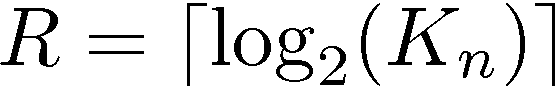 R = ⌈log₂(Kₙ)⌉